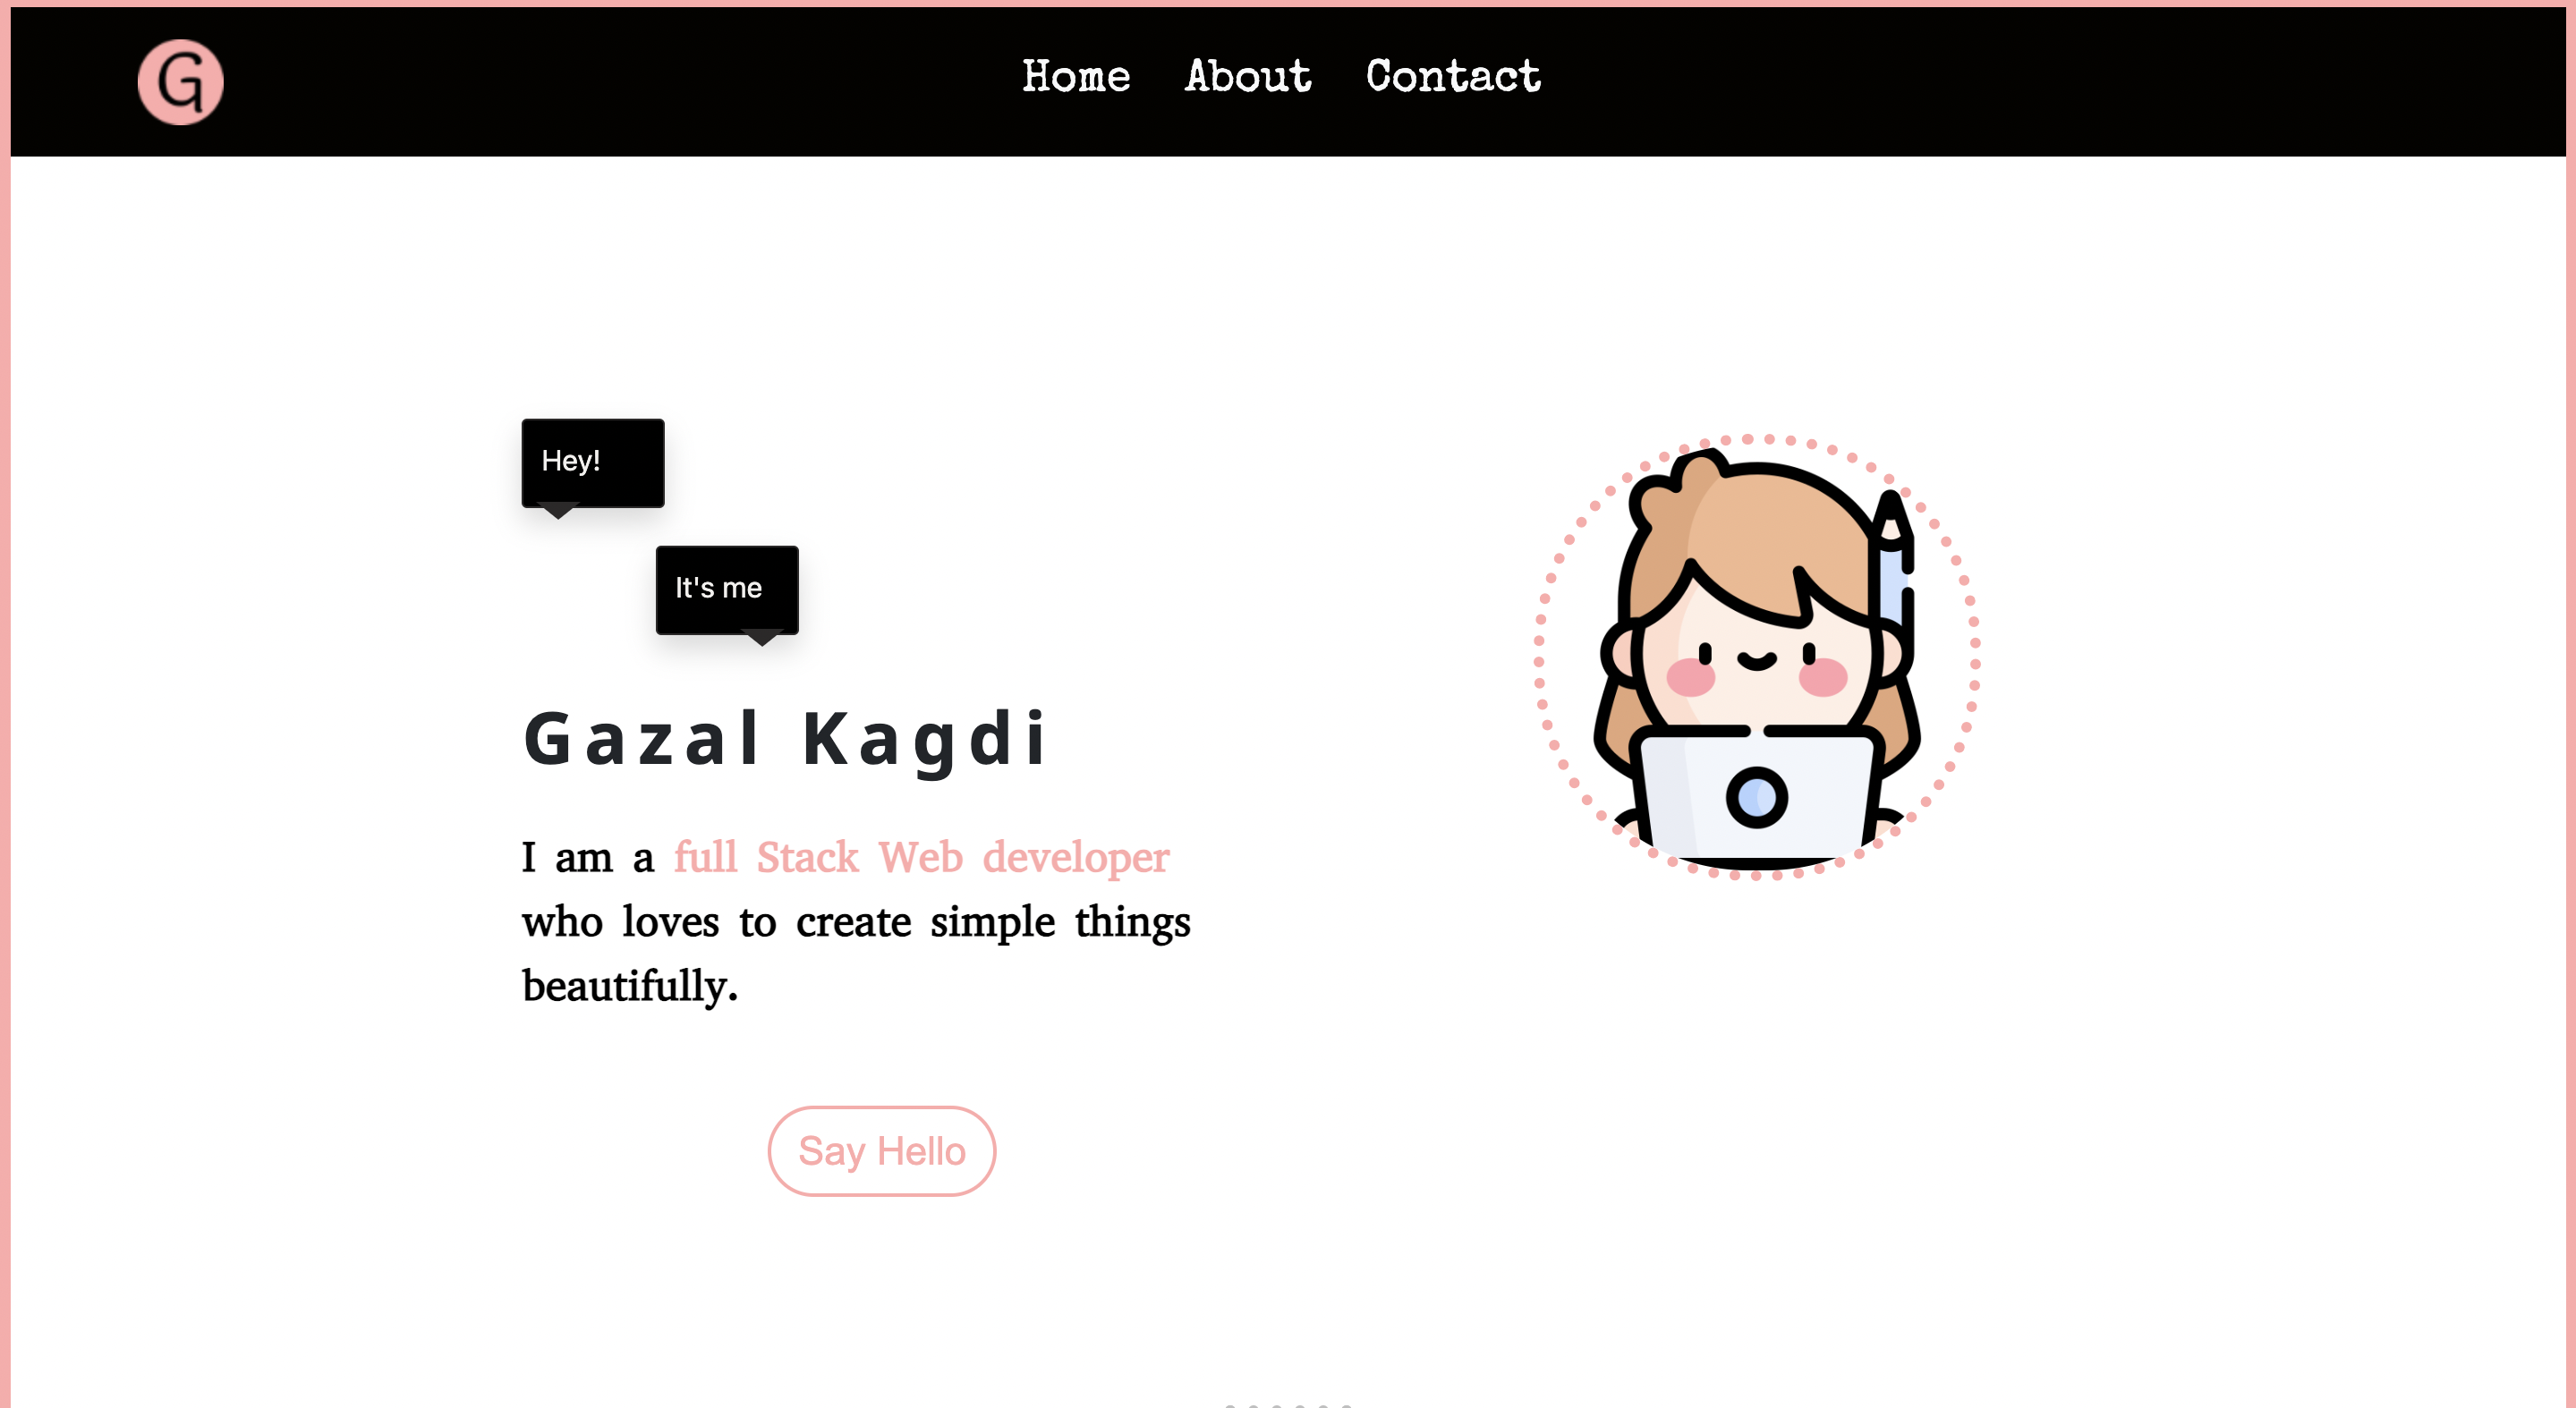 G
Home About Contact
Hey!
It's me
Gazal Kagdi
I am a full Stack Web developer
who loves to create simple things
beautifully.
Say Hello